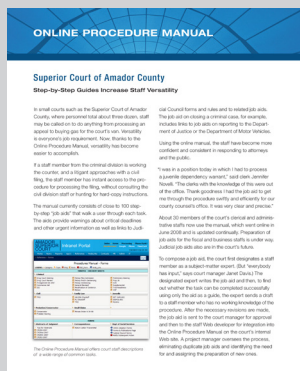 ONLINE PROCEDURE MANUAL
Superior Court of Amador County
Step-by-Step Guides Increase Staff Versatility
In small courts such as the Superior Court of Amador
County, where personnel total about three dozen, staff
may be called on to do anything from processing an
appeal to buying gas for the court's van. Versatility
is everyone's job requirement. Now, thanks to the
Online Procedure Manual, versatility has become
easier to accomplish.
If a staff member from the criminal division is working
the counter, and a litigant approaches with a civil
filing, the staff member has instant access to the pro-
cedure for processing the filing, without consulting the
civil division staff or hunting for hard-copy instructions.
The manual currently consists of close to 100 step-
by-step "job aids" that walk a user through each task.
The aids provide warnings about critical deadlines
and other urgent information as well as links to Judi-
Intranet Portal
The Online Procedure Manual offers court staff descriptions
of a wide range of common tasks.
cial Council forms and rules and to related job aids.
The job aid on closing a criminal case, for example,
includes links to job aids on reporting to the Depart-
ment of Justice or the Department of Motor Vehicles.
Using the online manual, the staff have become more
confident and consistent in responding to attorneys
and the public.
"I was in a position today in which I had to process
a juvenile dependency warrant," said clerk Jennifer
Novelli. "The clerks with the knowledge of this were out
of the office. Thank goodness I had the job aid to get
me through the procedure swiftly and efficiently for our
county counsel's office. It was very clear and precise."
About 30 members of the court's clerical and adminis-
trative staffs now use the manual, which went online in
June 2008 and is updated continually. Preparation of
job aids for the fiscal and business staffs is under way.
Judicial job aids also are in the court's future.
To compose a job aid, the court first designates a staff
member as a subject-matter expert. (But "everybody
has input," says court manager Janet Davis.) The
designated expert writes the job aid and then, to find
out whether the task can be completed successfully
using only the aid as a guide, the expert sends a draft
to a staff member who has no working knowledge of the
procedure. After the necessary revisions are made,
the job aid is sent to the court manager for approval
and then to the staff Web developer for integration into
the Online Procedure Manual on the court's internal
Web site. A project manager oversees the process,
eliminating duplicate job aids and identifying the need
for and assigning the preparation of new ones.